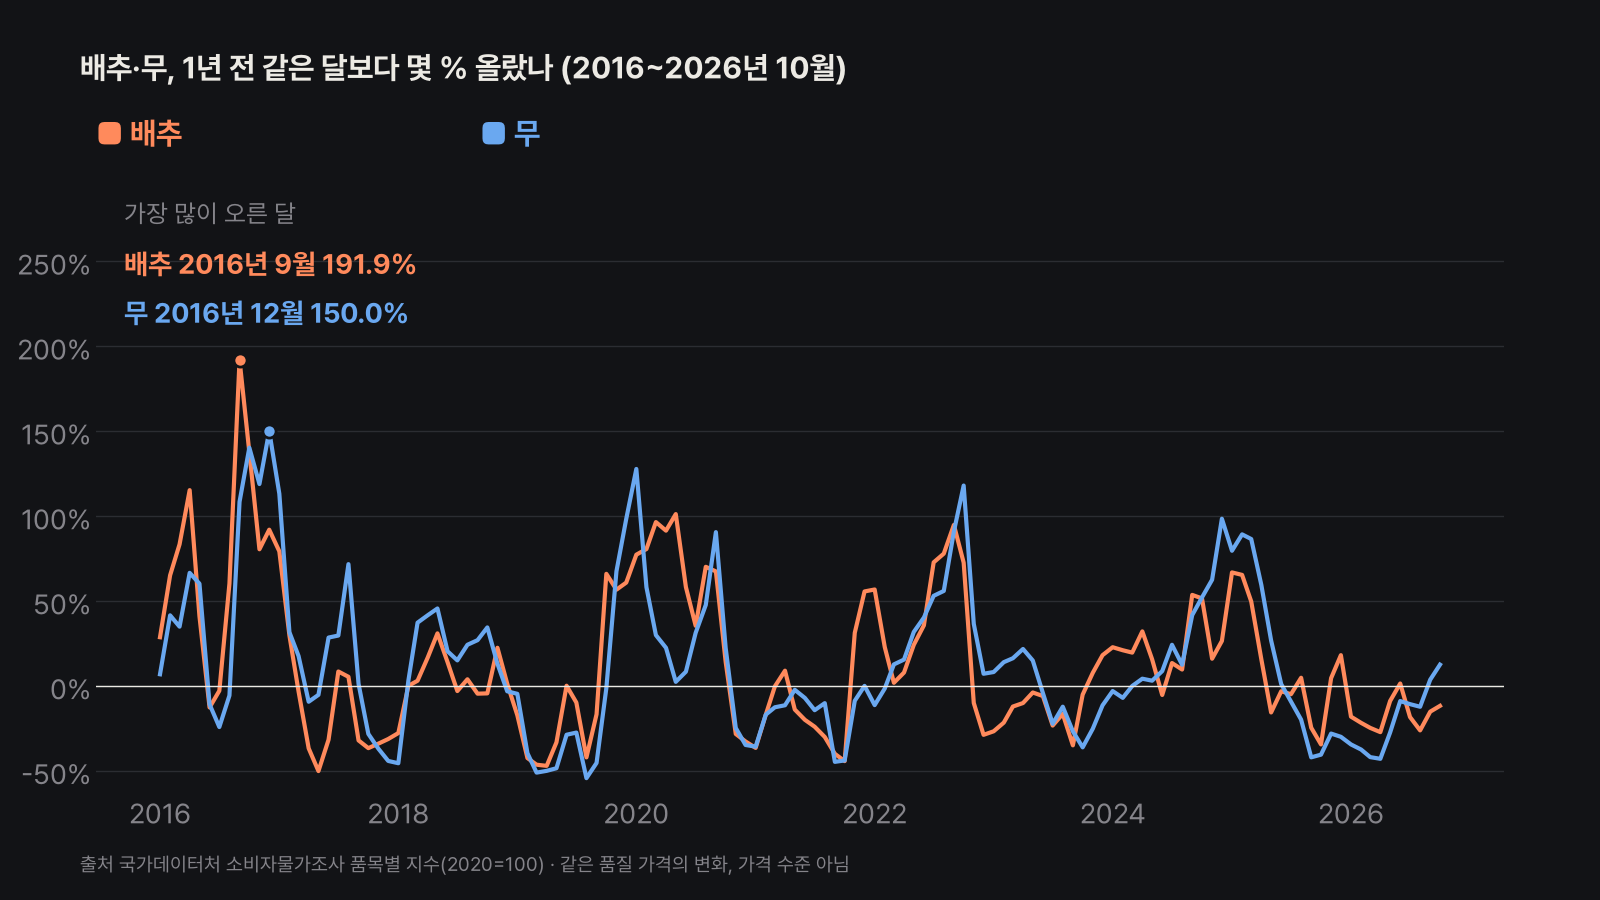 배추·무, 1년 전 같은 달보다 몇 % 올랐나 (2016~2026년 10월)
배추
무
가장 많이 오른 달
배추 2016년 9월 191.9%
무 2016년 12월 150.0%
250%
200%
150%
100%
50%
0%
-50%
2016 2018 2020 2022 2024 2026
출처 국가데이터처 소비자물가조사 품목별 지수(2020=100) · 같은 품질 가격의 변화, 가격 수준 아님